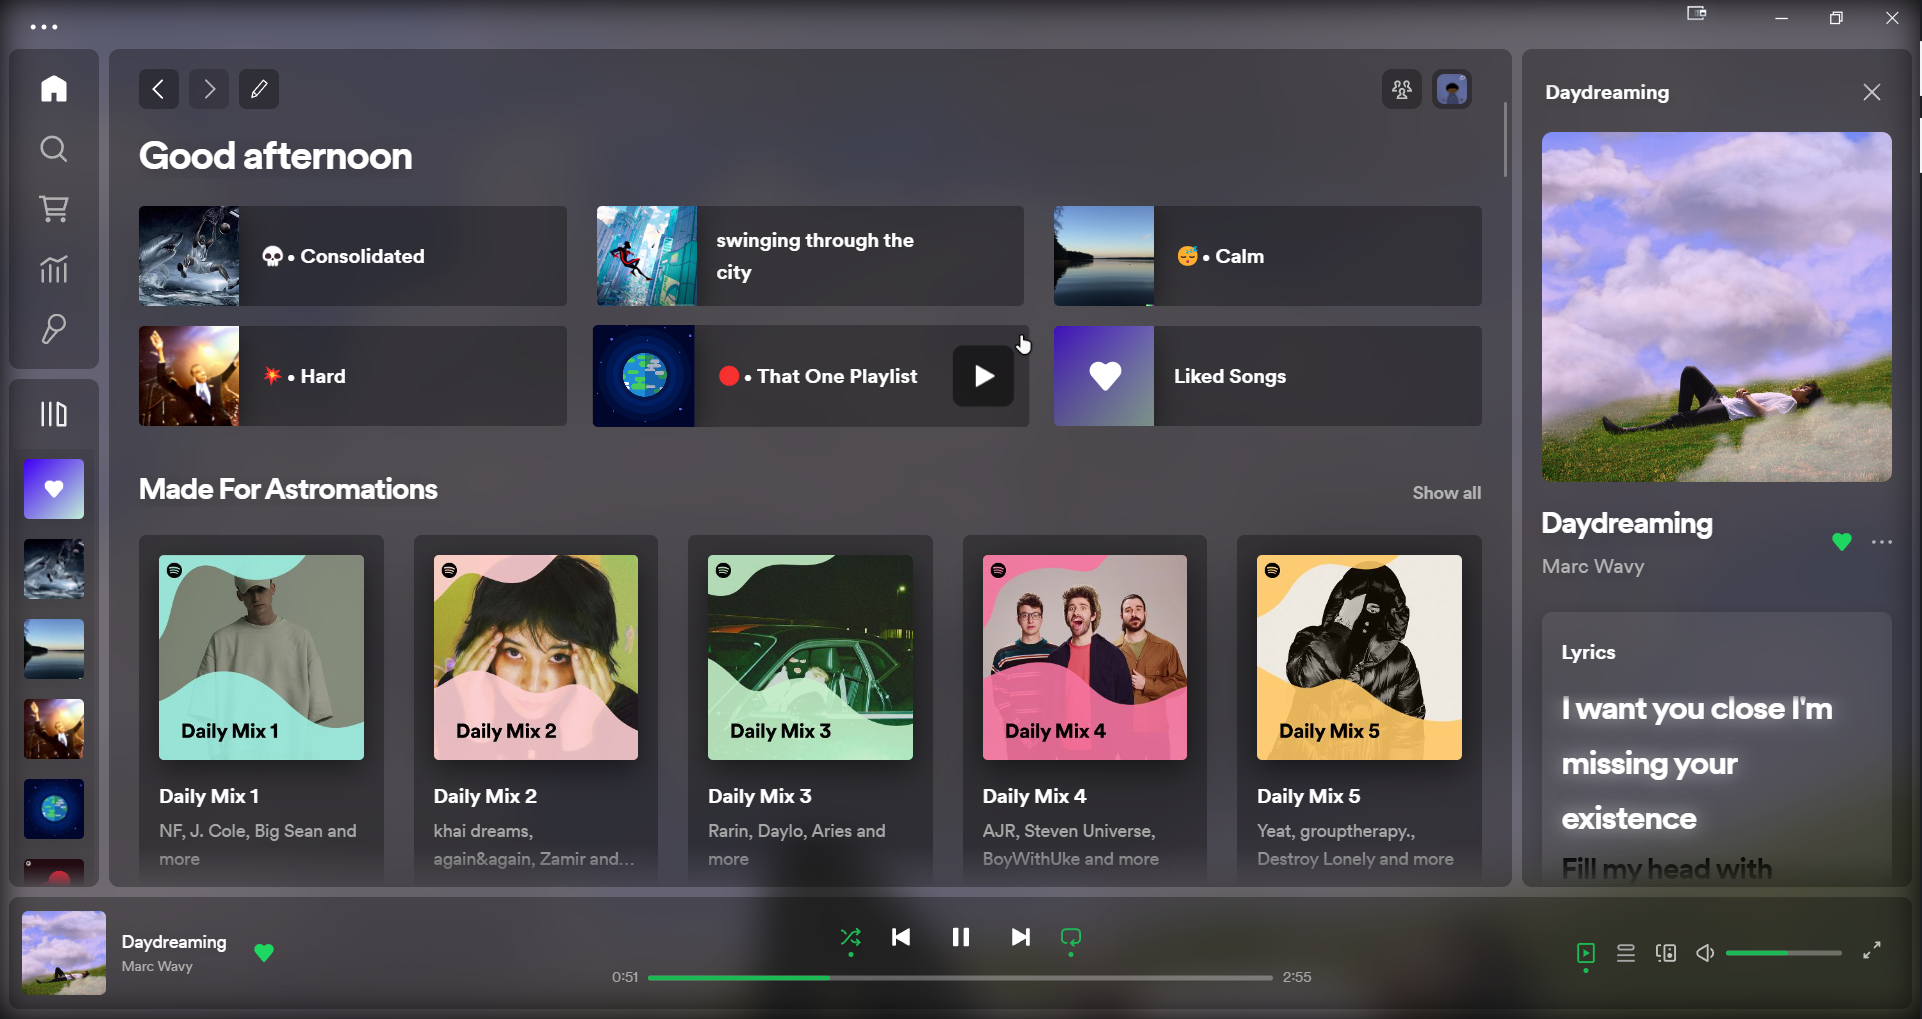 Good afternoon
• Consolidated
swinging through the
city
• Calm
• Hard
• That One Playlist
Liked Songs
Made For Astromations
Show all
Daily Mix 1
Daily Mix 2
Daily Mix 3
Daily Mix 4
Daily Mix 5
Daily Mix 1
NF, J. Cole, Big Sean and
more
Daily Mix 2
khai dreams,
again&again, Zamir and...
Daily Mix 3
Rarin, Daylo, Aries and
more
Daily Mix 4
AJR, Steven Universe,
BoyWithUke and more
Daily Mix 5
Yeat, grouptherapy.,
Destroy Lonely and more
Daydreaming
Daydreaming
Marc Wavy
Lyrics
I want you close I'm
missing your
existence
Fill my head with
Daydreaming
Marc Wavy
0:51
2:55